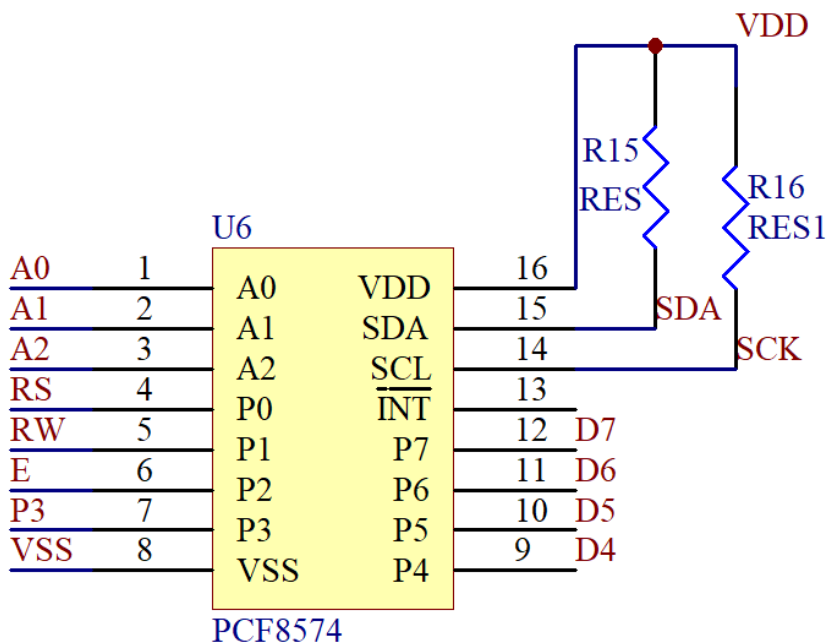 VDD
R15
RES
R16
RES1
U6
A0 1 A0 VDD 16
A1 2 A1 SDA 15 SDA
A2 3 A2 SCL 14 SCK
RS 4 P0 INT 13
RW 5 P1 P7 12 D7
E 6 P2 P6 11 D6
P3 7 P3 P5 10 D5
VSS 8 VSS P4 9 D4
PCF8574